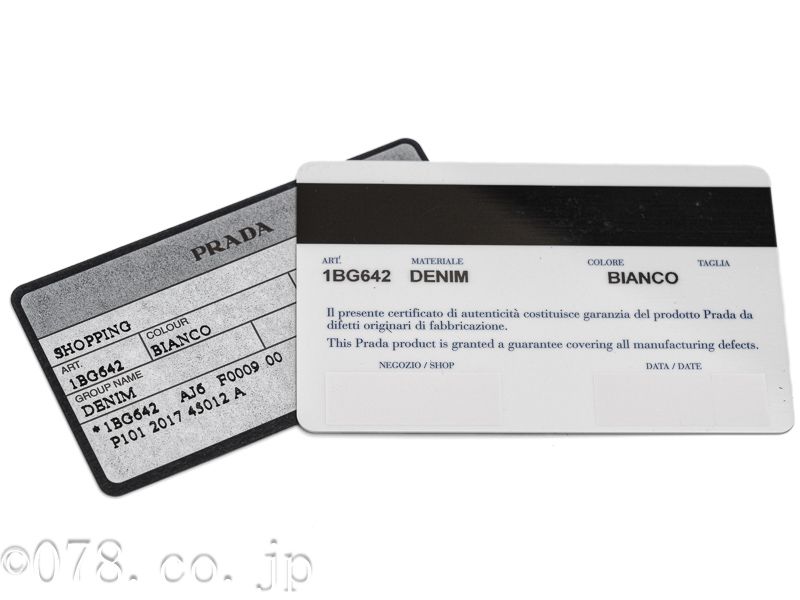 PRADA
SHOPPING
ART.
1BG642
COLOUR
BIANCO
GROUP NAME
DENIM
*1BG642 AJ6 F0009 00
P101 2017 45012 A
ART. MATERIALE COLORE TAGLIA
1BG642 DENIM BIANCO
Il presente certificato di autenticità costituisce garanzia del prodotto Prada da
difetti originari di fabbricazione.
This Prada product is granted a guarantee covering all manufacturing defects.
NEGOZIO / SHOP DATA / DATE
©078.co.jp